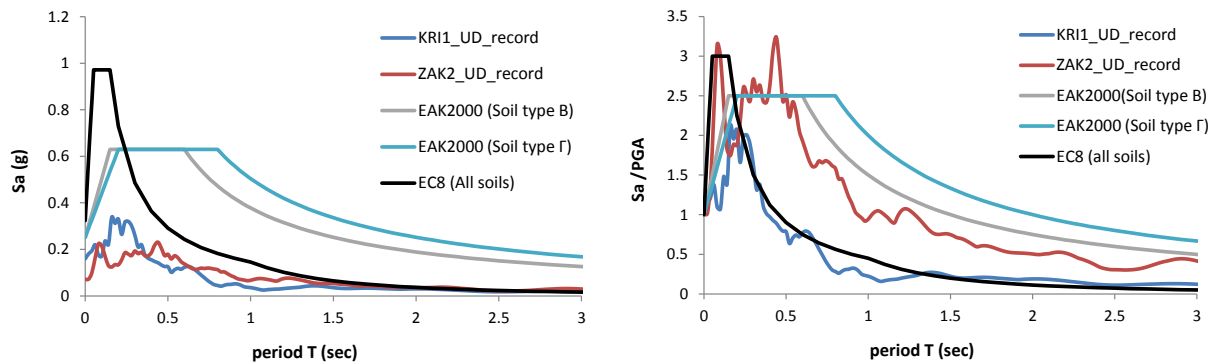 1.2
1
0.8
0.6
0.4
0.2
0
Sa (g)
0
0.5
1
1.5
2
2.5
3
period T (sec)
KRI1_UD_record
ZAK2_UD_record
EAK2000 (Soil type B)
EAK2000 (Soil type Γ)
EC8 (All soils)
3.5
3
2.5
2
1.5
1
0.5
0
Sa /PGA
0
0.5
1
1.5
2
2.5
3
period T (sec)
KRI1_UD_record
ZAK2_UD_record
EAK2000(Soil type B)
EAK2000 (Soil type Γ)
EC8 (all soils)